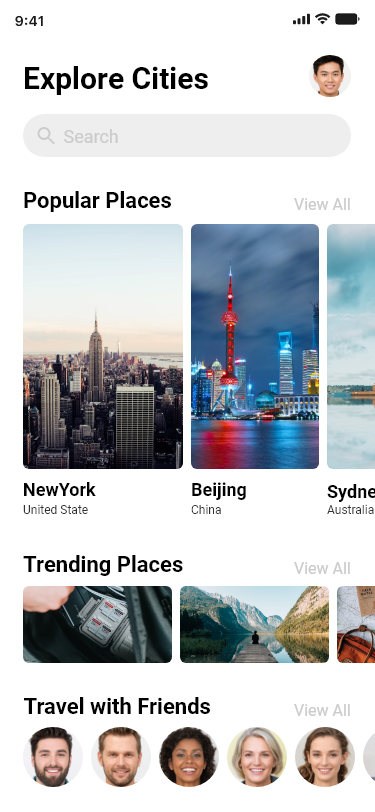 9:41
Explore Cities
Search
Popular Places
View All
NewYork
United State
Beijing
China
Sydne
Australia
Trending Places
View All
Travel with Friends
View All